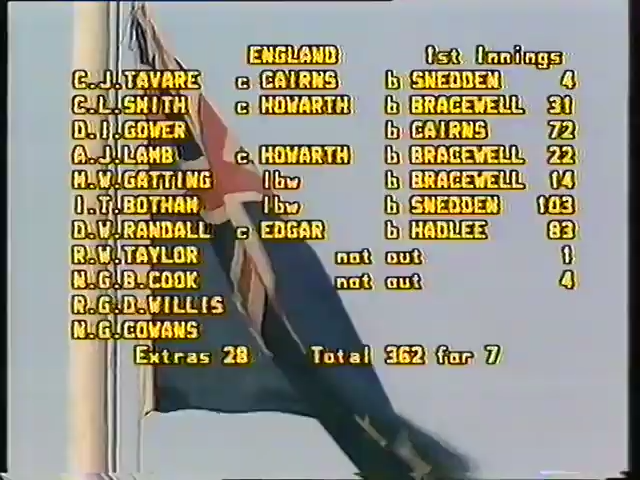 ENGLAND 1st Innings
C.J.TAVARE c CAIRNS b SNEDDEN 4
C.L.SMITH c HOWARTH b BRACEWELL 31
D.I.GOWER b CAIRNS 72
A.J.LAMB c HOWARTH b BRACEWELL 22
M.W.GATTING lbw b BRACEWELL 14
I.T.BOTHAM lbw b SNEDDEN 103
D.W.RANDALL c EDGAR b HADLEE 83
R.W.TAYLOR not out 1
N.G.B.COOK not out 4
R.G.D.WILLIS
N.G.COWANS
Extras 28 Total 362 for 7